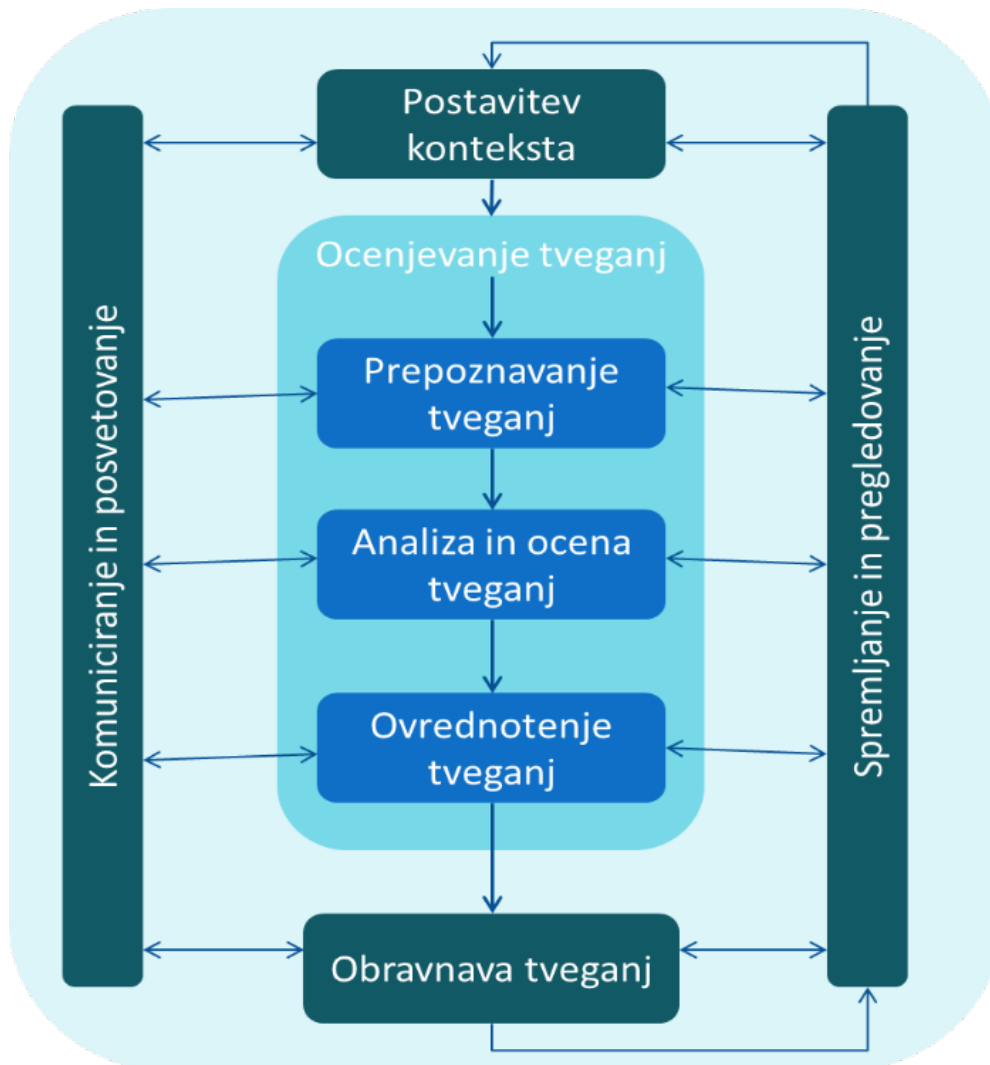 Postavitev
konteksta
Ocenjevanje tveganj
Prepoznavanje
tveganj
Analiza in ocena
tveganj
Ovrednotenje
tveganj
Obravnava tveganj
Komuniciranje in posvetovanje
Spremljanje in pregledovanje